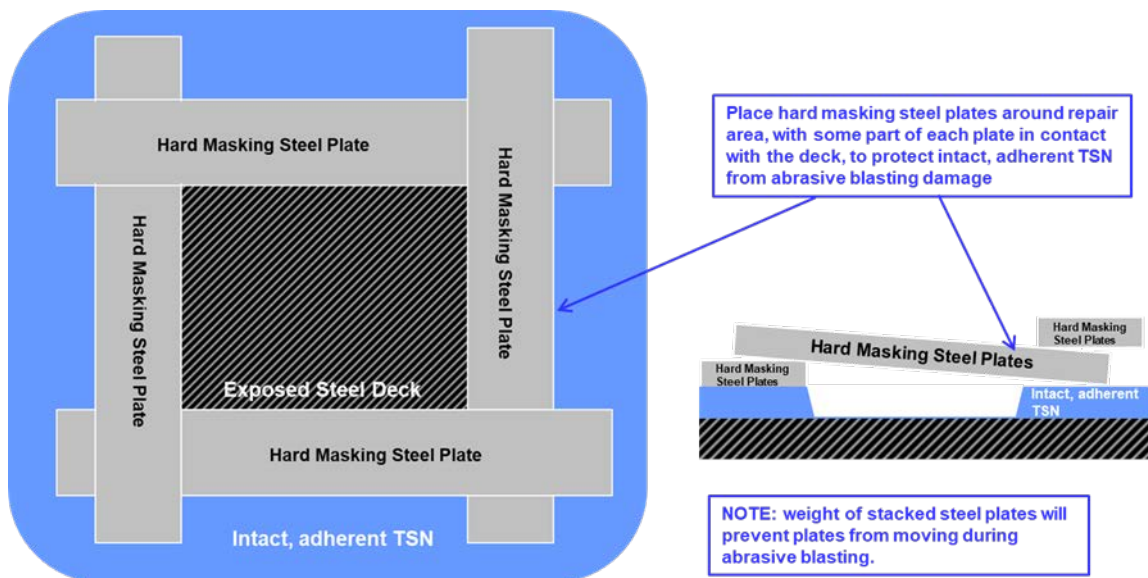 Hard Masking Steel Plate
Hard Masking Steel Plate
Hard Masking Steel Plate
Exposed Steel Deck
Hard Masking Steel Plate
Intact, adherent TSN
Place hard masking steel plates around repair
area, with some part of each plate in contact
with the deck, to protect intact, adherent TSN
from abrasive blasting damage
Hard Masking
Steel Plates
Hard Masking Steel Plates
Hard Masking
Steel Plates
Intact, adherent
TSN
NOTE: weight of stacked steel plates will
prevent plates from moving during
abrasive blasting.